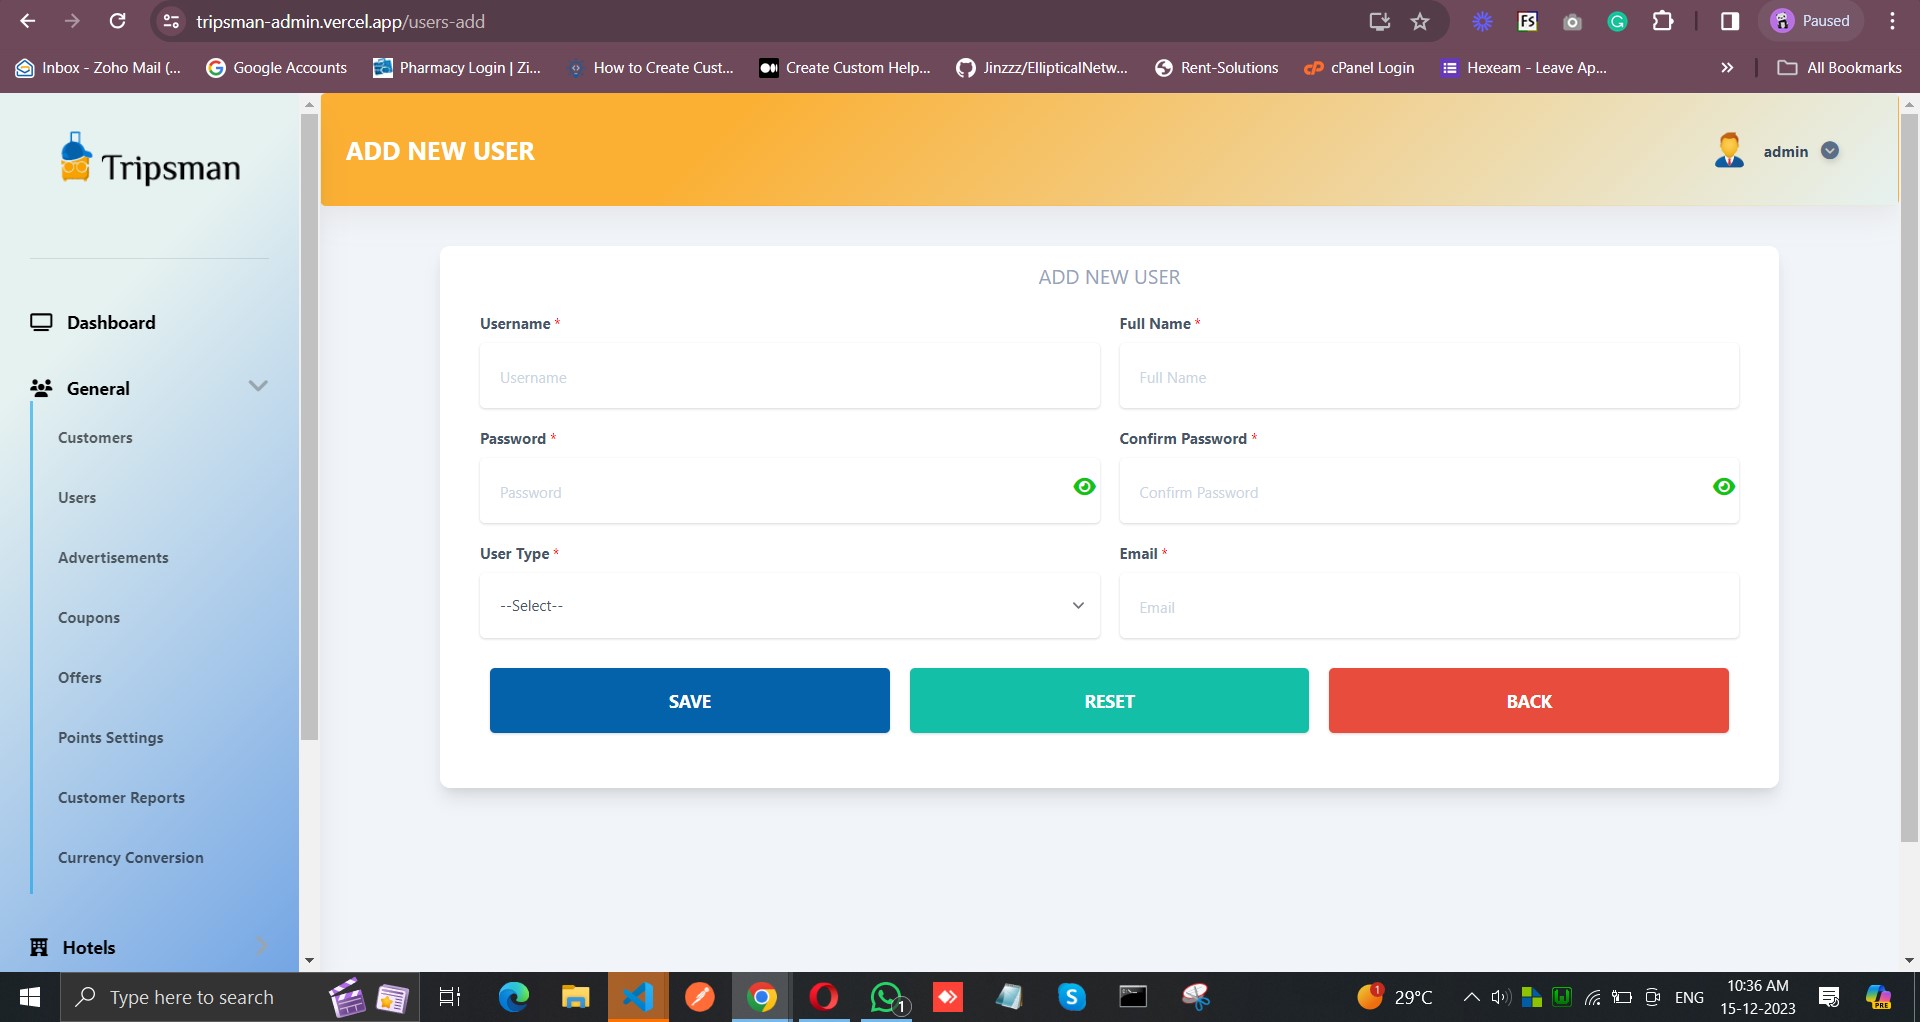 tripsman-admin.vercel.app/users-add
Paused
Inbox - Zoho Mail (...
Google Accounts
Pharmacy Login | Zi...
How to Create Cust...
Create Custom Help...
Jinzzz/EllipticalNetw...
Rent-Solutions
cPanel Login
Hexeam - Leave Ap...
All Bookmarks
Tripsman
Dashboard
General
Customers
Users
Advertisements
Coupons
Offers
Points Settings
Customer Reports
Currency Conversion
Hotels
ADD NEW USER
admin
ADD NEW USER
Username *
Full Name *
Username
Full Name
Password *
Confirm Password *
Password
Confirm Password
User Type *
Email *
--Select--
Email
SAVE
RESET
BACK
Type here to search
1
1
29°C
ENG
10:36 AM
15-12-2023
PRE